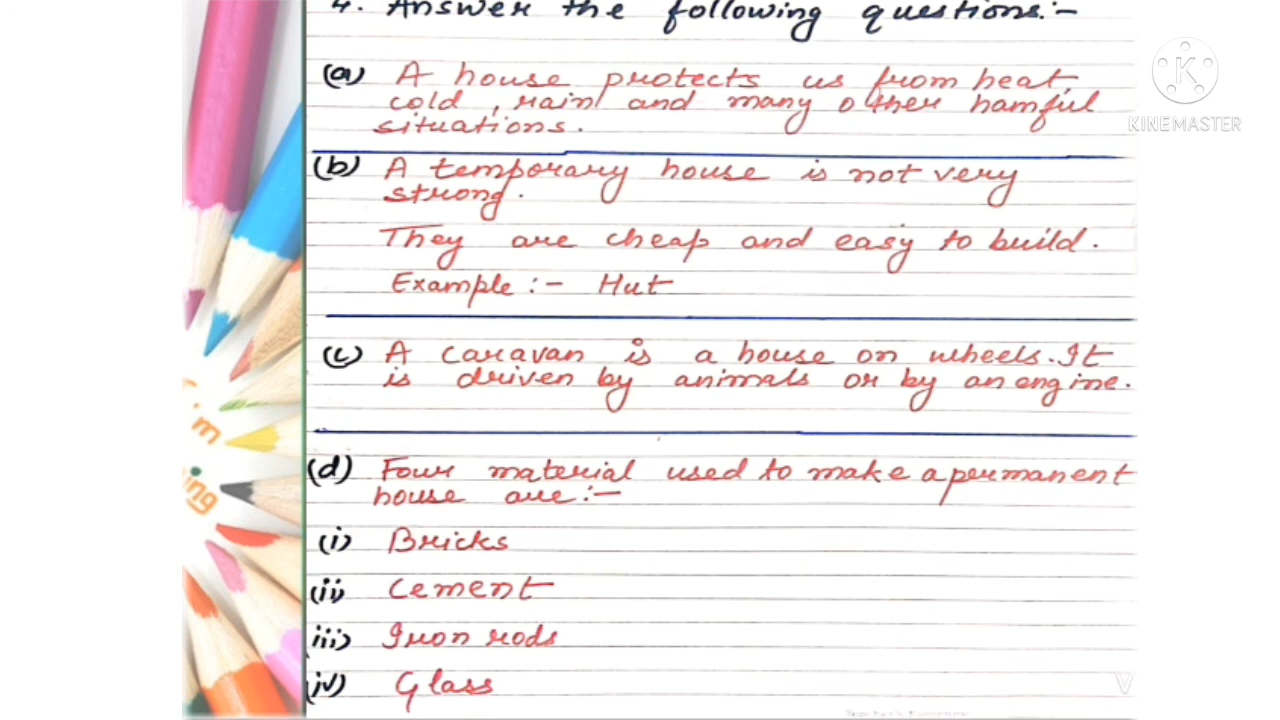 4. Answer the following questions:-
(a) A house protects us from heat,
cold, rain and many other harmful
situations.
(b) A temporary house is not very
strong.
They are cheap and easy to build.
Example :- Hut
(c) A caravan is a house on wheels. It
is driven by animals or by an engine.
(d) Four material used to make a permanent
house are:-
(i) Bricks
(ii) Cement
iii) Iron rods
(iv) Glass
K
KINEMASTER
m
ing
V